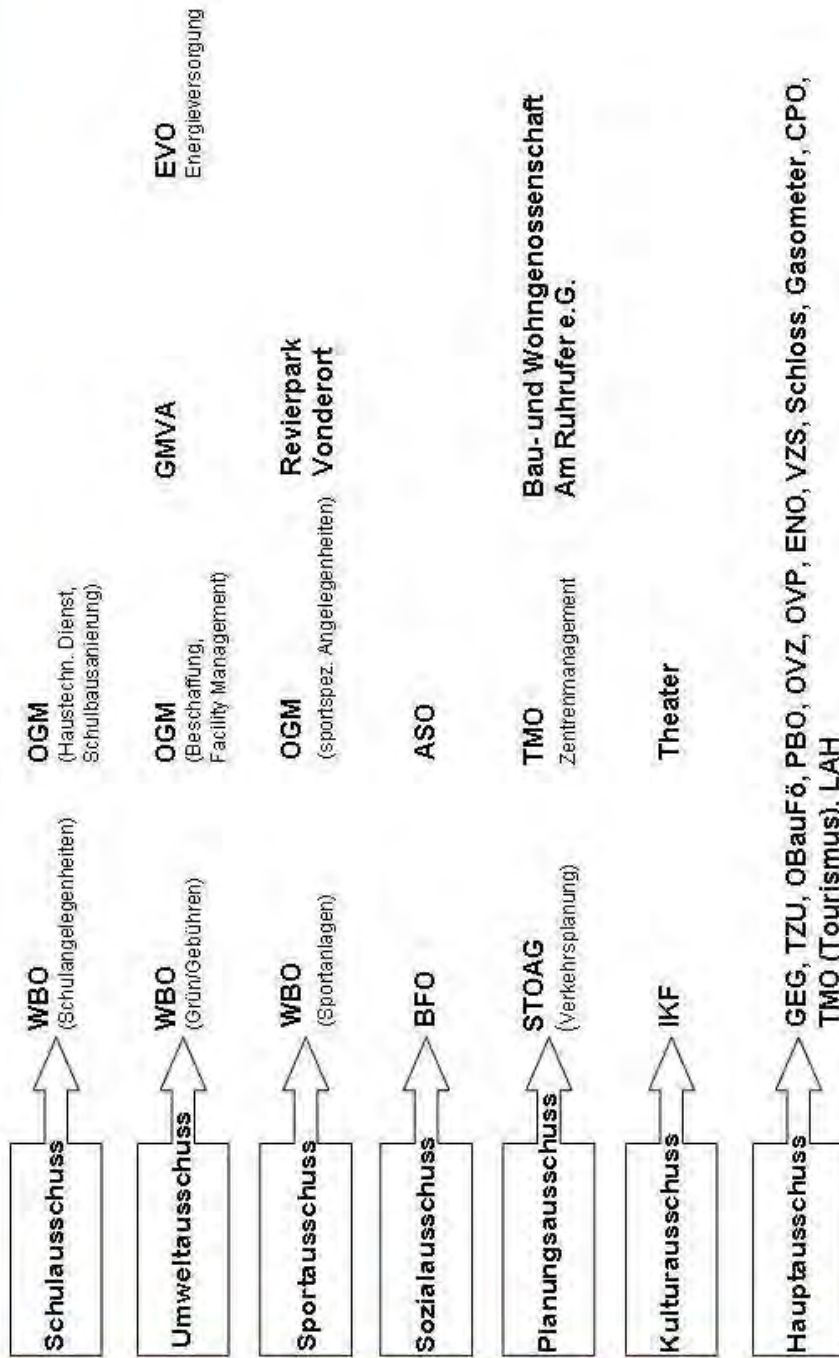 Schulausschuss
WBO
(Schulangelegenheiten)
OGM
(Haustechn. Dienst,
Schulbausanierung)
Umweltausschuss
WBO
(Grün/Gebühren)
OGM
(Beschaffung,
Facility Management)
GMVA
EVO
Energieversorgung
Sportausschuss
WBO
(Sportanlagen)
OGM
(sportspez. Angelegenheiten)
Revierpark
Vonderort
Sozialausschuss
BFO
ASO
Planungsausschuss
STOAG
(Verkehrsplanung)
TMO
Zentrenmanagement
Bau- und Wohngenossenschaft
Am Ruhrufer e.G.
Kulturausschuss
IKF
Theater
Hauptausschuss
GEG, TZU, OBauFö, PBO, OVZ, OVP, ENO, VZS, Schloss, Gasometer, CPO,
TMO (Tourismus), LAH